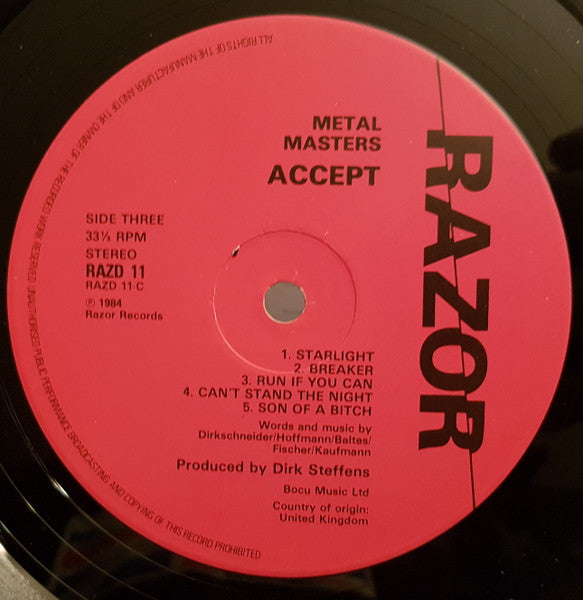 ALL RIGHTS OF THE MANUFACTURER AND OF THE OWNER OF THE RECORDED WORK RESERVED UNAUTHORISED PUBLIC PERFORMANCE BROADCASTING AND COPYING OF THIS RECORD PROHIBITED
METAL
MASTERS
ACCEPT
RAZOR
SIDE THREE
33⅓ RPM
STEREO
RAZD 11
RAZD 11-C
℗ 1984
Razor Records
1. STARLIGHT
2. BREAKER
3. RUN IF YOU CAN
4. CAN'T STAND THE NIGHT
5. SON OF A BITCH
Words and music by
Dirkschneider/Hoffmann/Baltes/
Fischer/Kaufmann
Produced by Dirk Steffens
Bocu Music Ltd
Country of origin:
United Kingdom